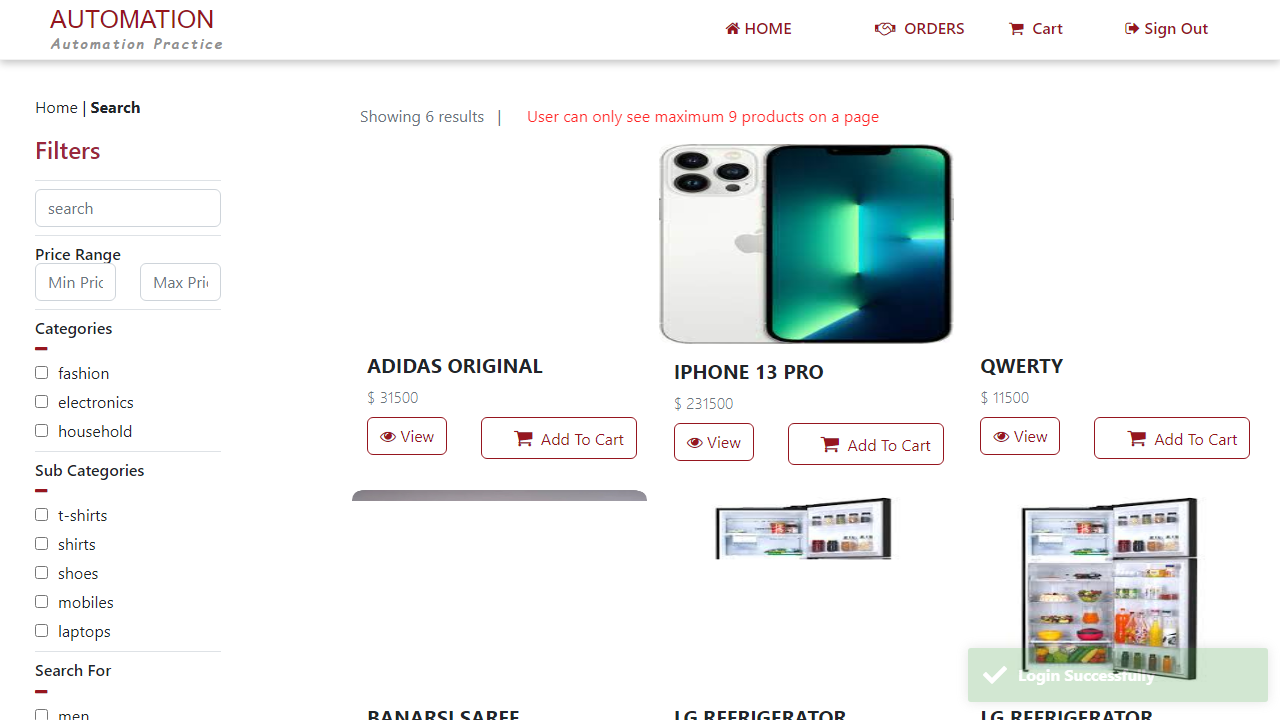 AUTOMATION
Automation Practice
HOME
ORDERS
Cart
Sign Out
Home | Search
Filters
search
Price Range
Min Pric
Max Pric
Categories
fashion
electronics
household
Sub Categories
t-shirts
shirts
shoes
mobiles
laptops
Search For
men
Showing 6 results |
User can only see maximum 9 products on a page
ADIDAS ORIGINAL
$ 31500
View
Add To Cart
IPHONE 13 PRO
$ 231500
View
Add To Cart
QWERTY
$ 11500
View
Add To Cart
BANARSI SAREE
LG REFRIGERATOR
LG REFRIGERATOR
Login Successfully